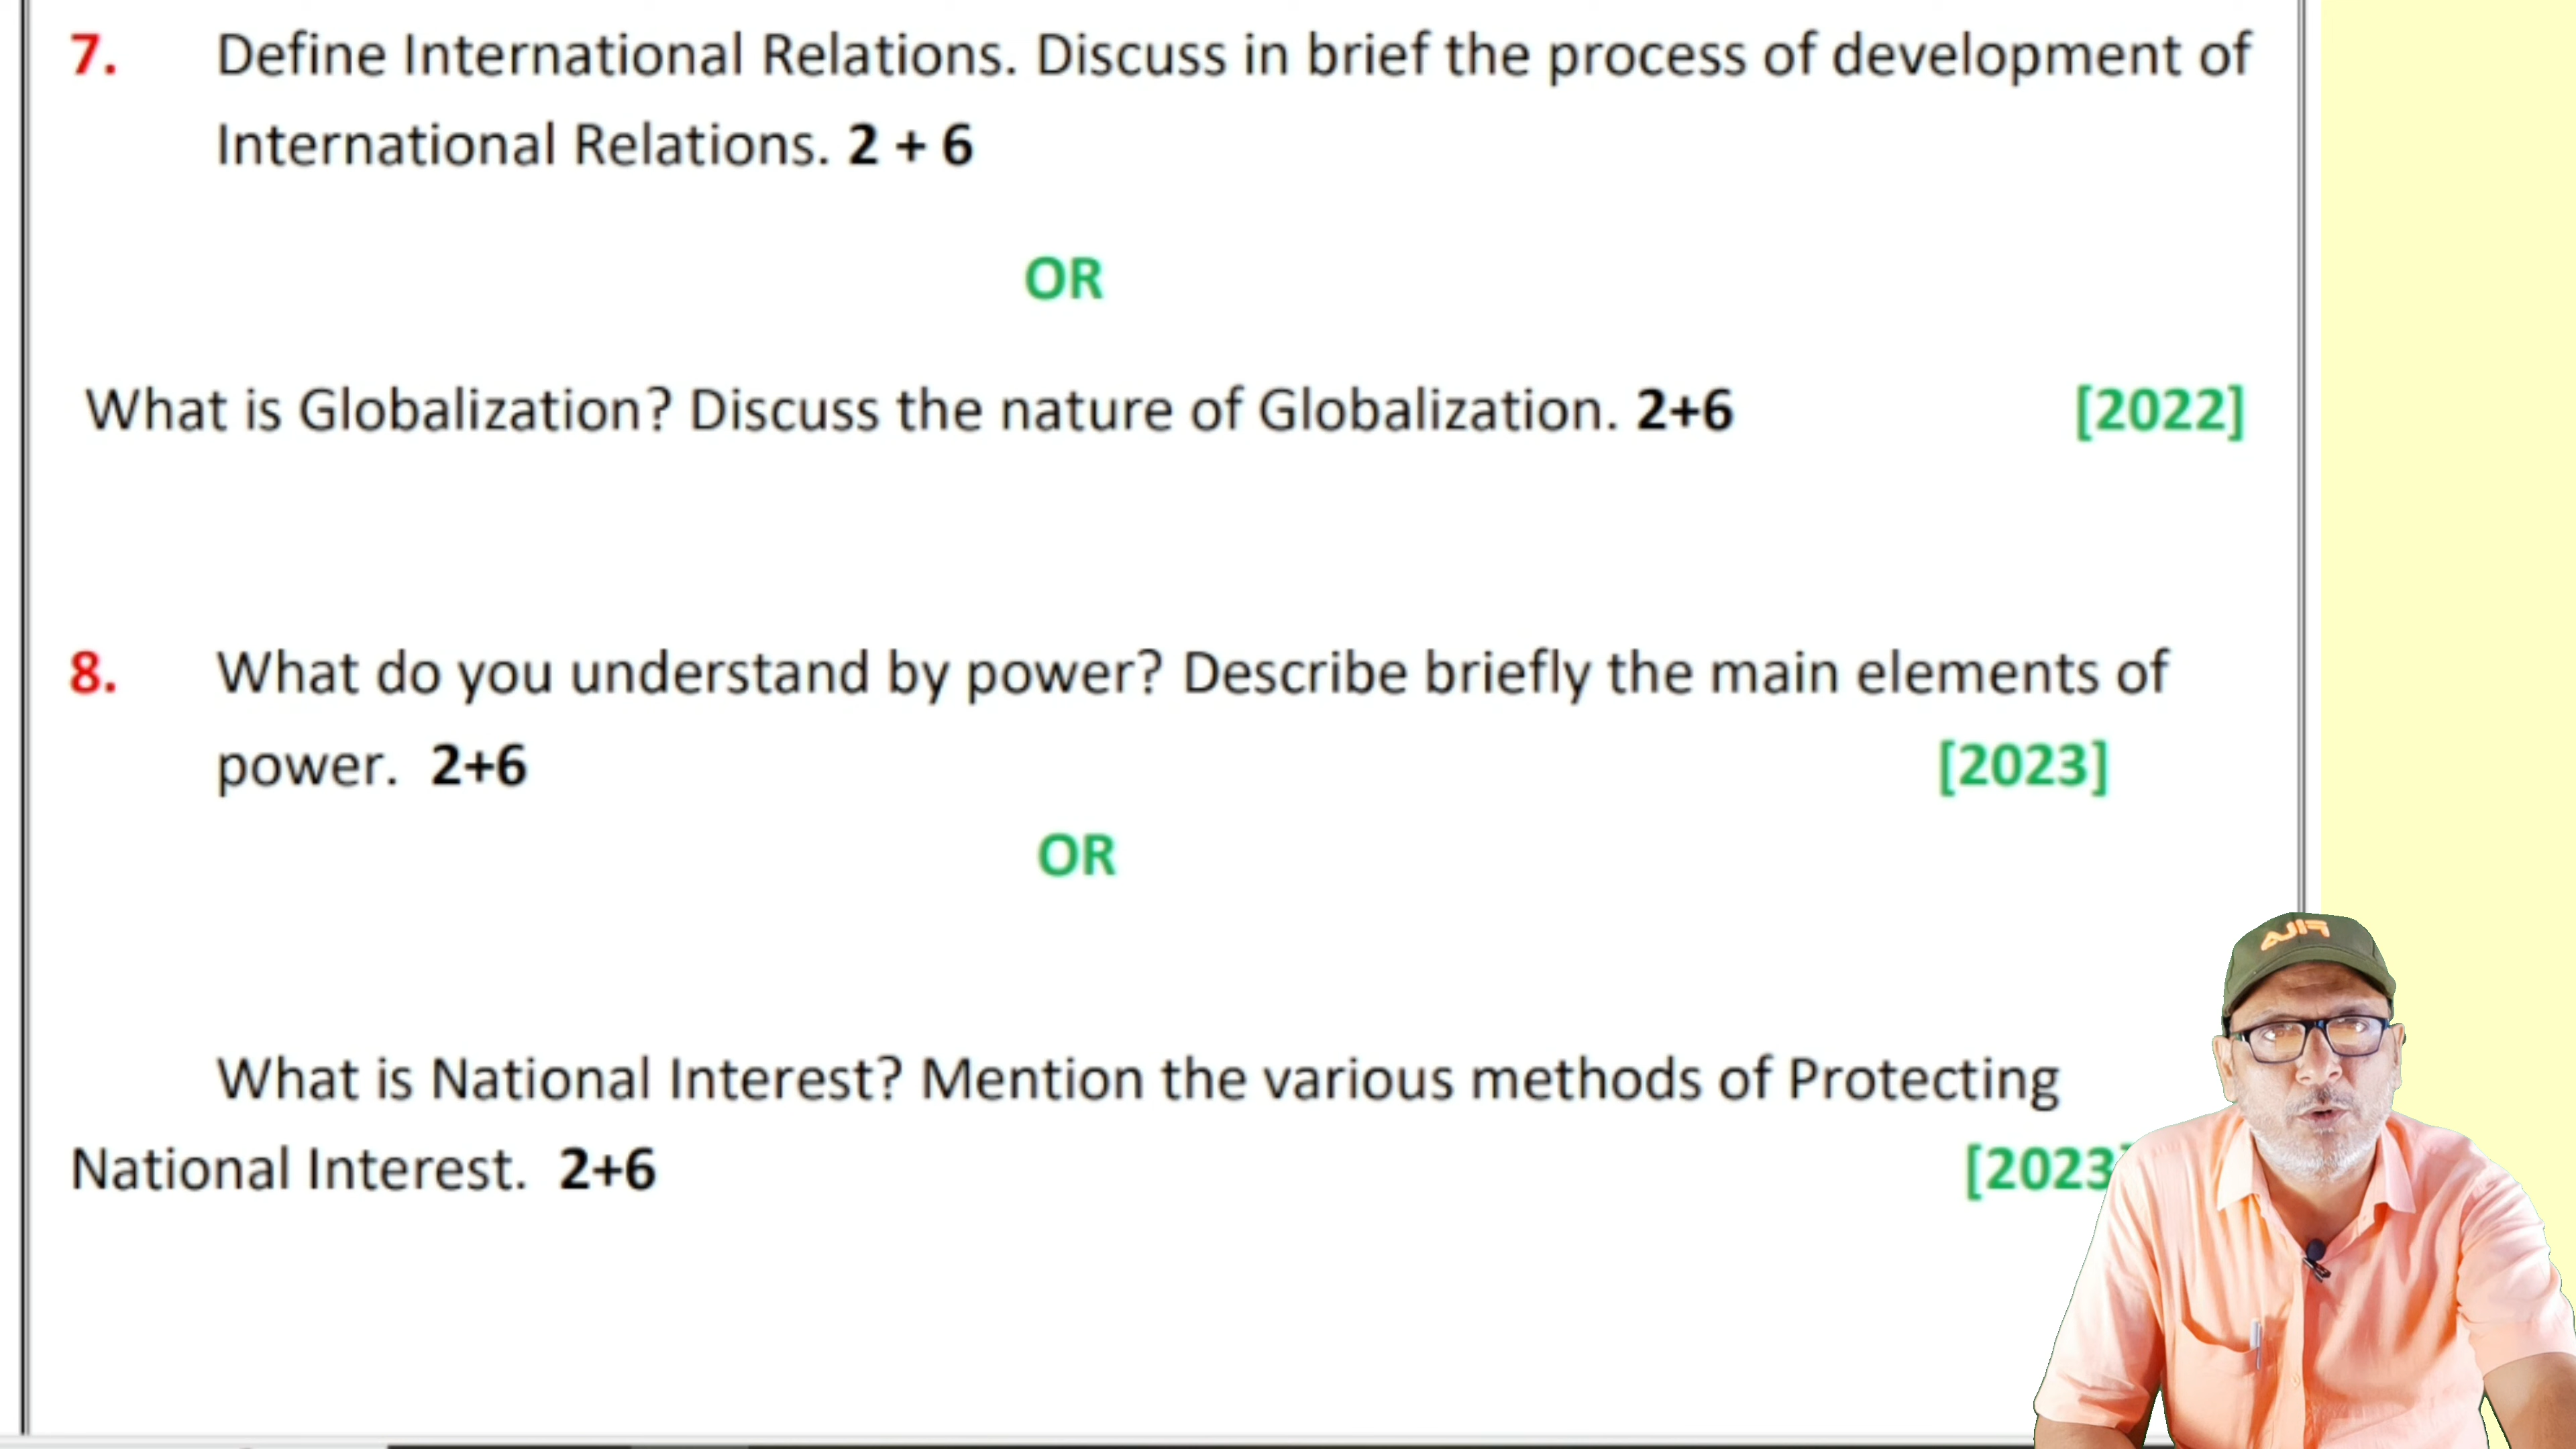 7. Define International Relations. Discuss in brief the process of development of
International Relations. 2 + 6
OR
What is Globalization? Discuss the nature of Globalization. 2+6 [2022]
8. What do you understand by power? Describe briefly the main elements of
power. 2+6 [2023]
OR
What is National Interest? Mention the various methods of Protecting
National Interest. 2+6 [2023
FILA